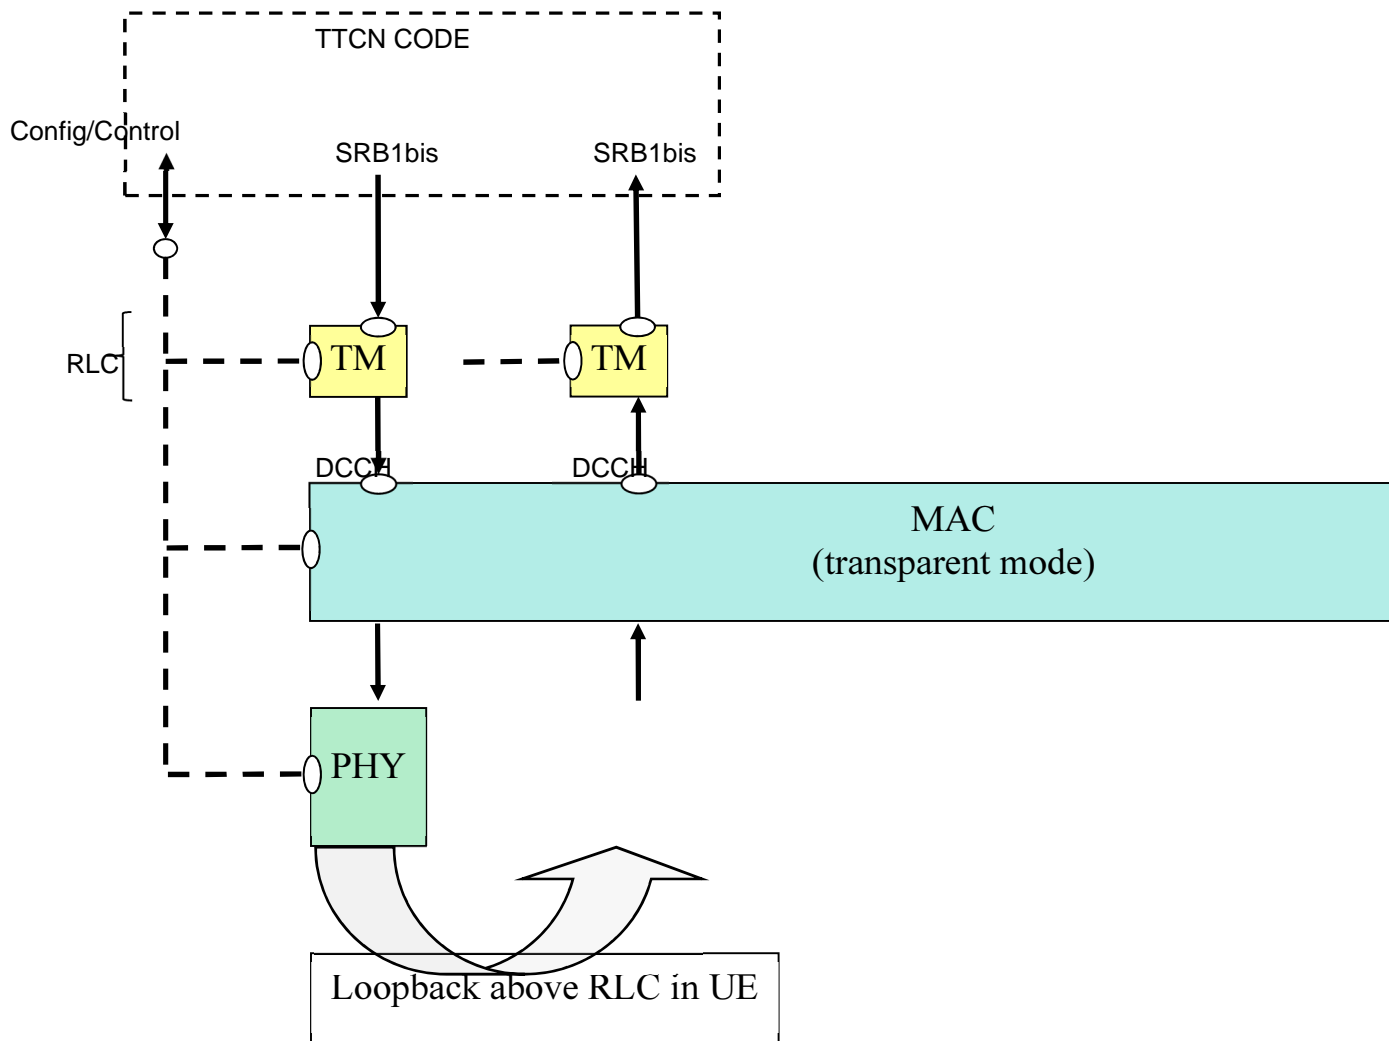 TTCN CODE
Config/Control
SRB1bis
SRB1bis
RLC
TM
TM
DCCH
DCCH
MAC
(transparent mode)
PHY
Loopback above RLC in UE